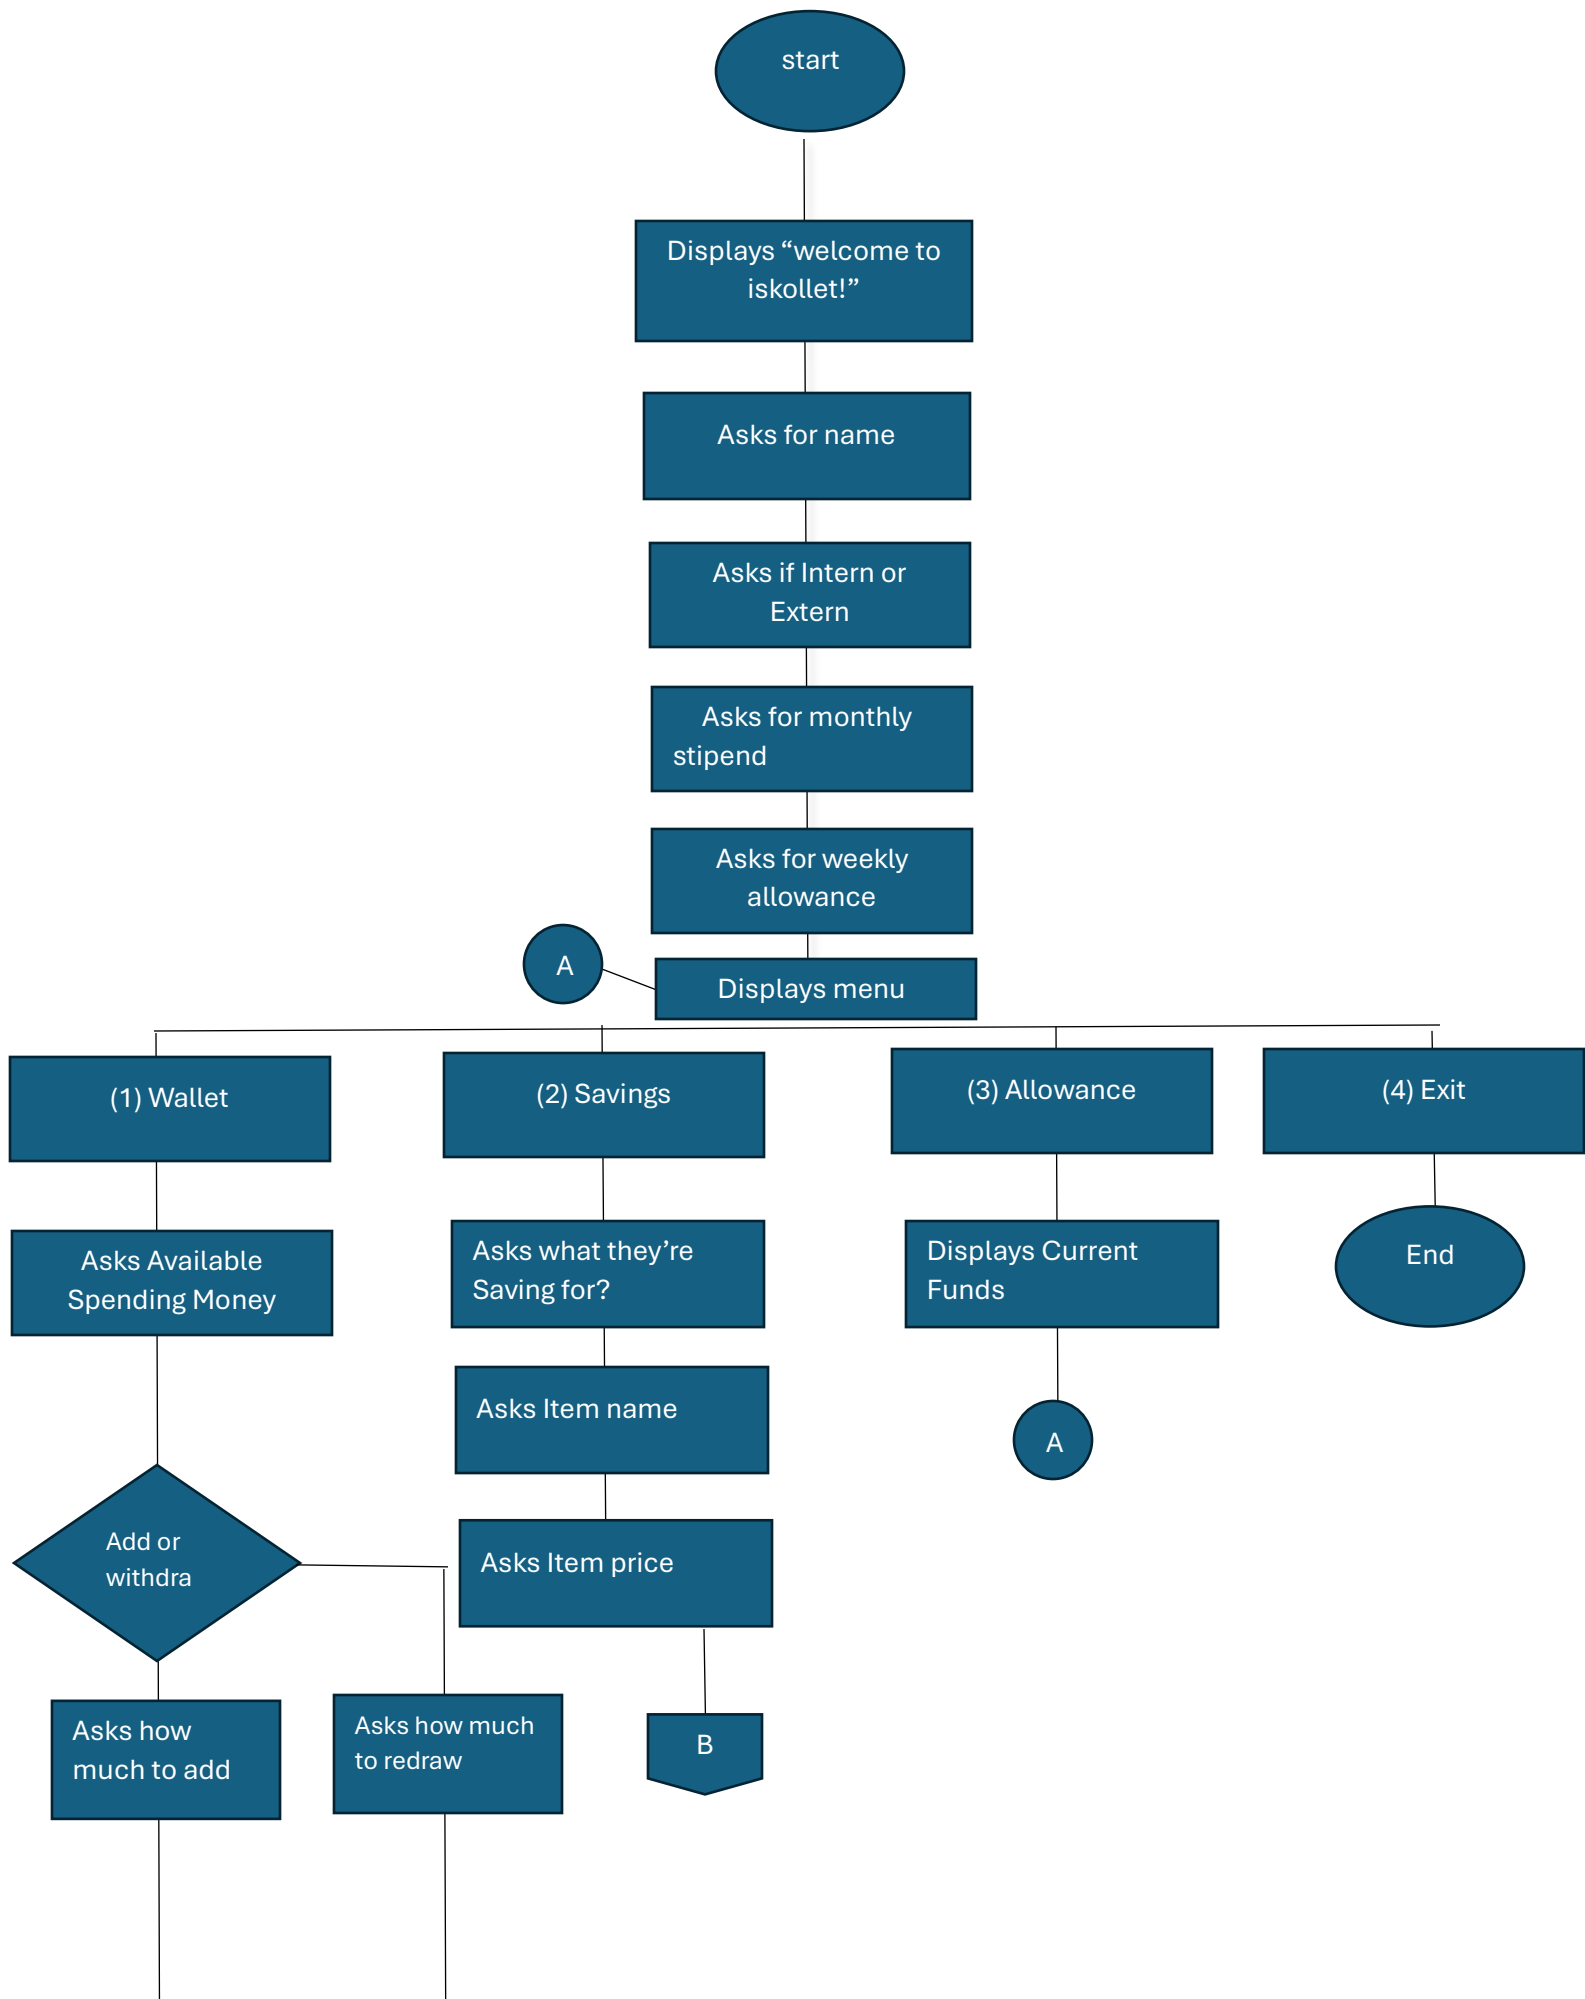 start
Displays “welcome to
iskollet!”
Asks for name
Asks if Intern or
Extern
Asks for monthly
stipend
Asks for weekly
allowance
A
Displays menu
(1) Wallet
(2) Savings
(3) Allowance
(4) Exit
Asks Available
Spending Money
Asks what they’re
Saving for?
Displays Current
Funds
End
Asks Item name
A
Add or
withdra
Asks Item price
Asks how
much to add
Asks how much
to redraw
B